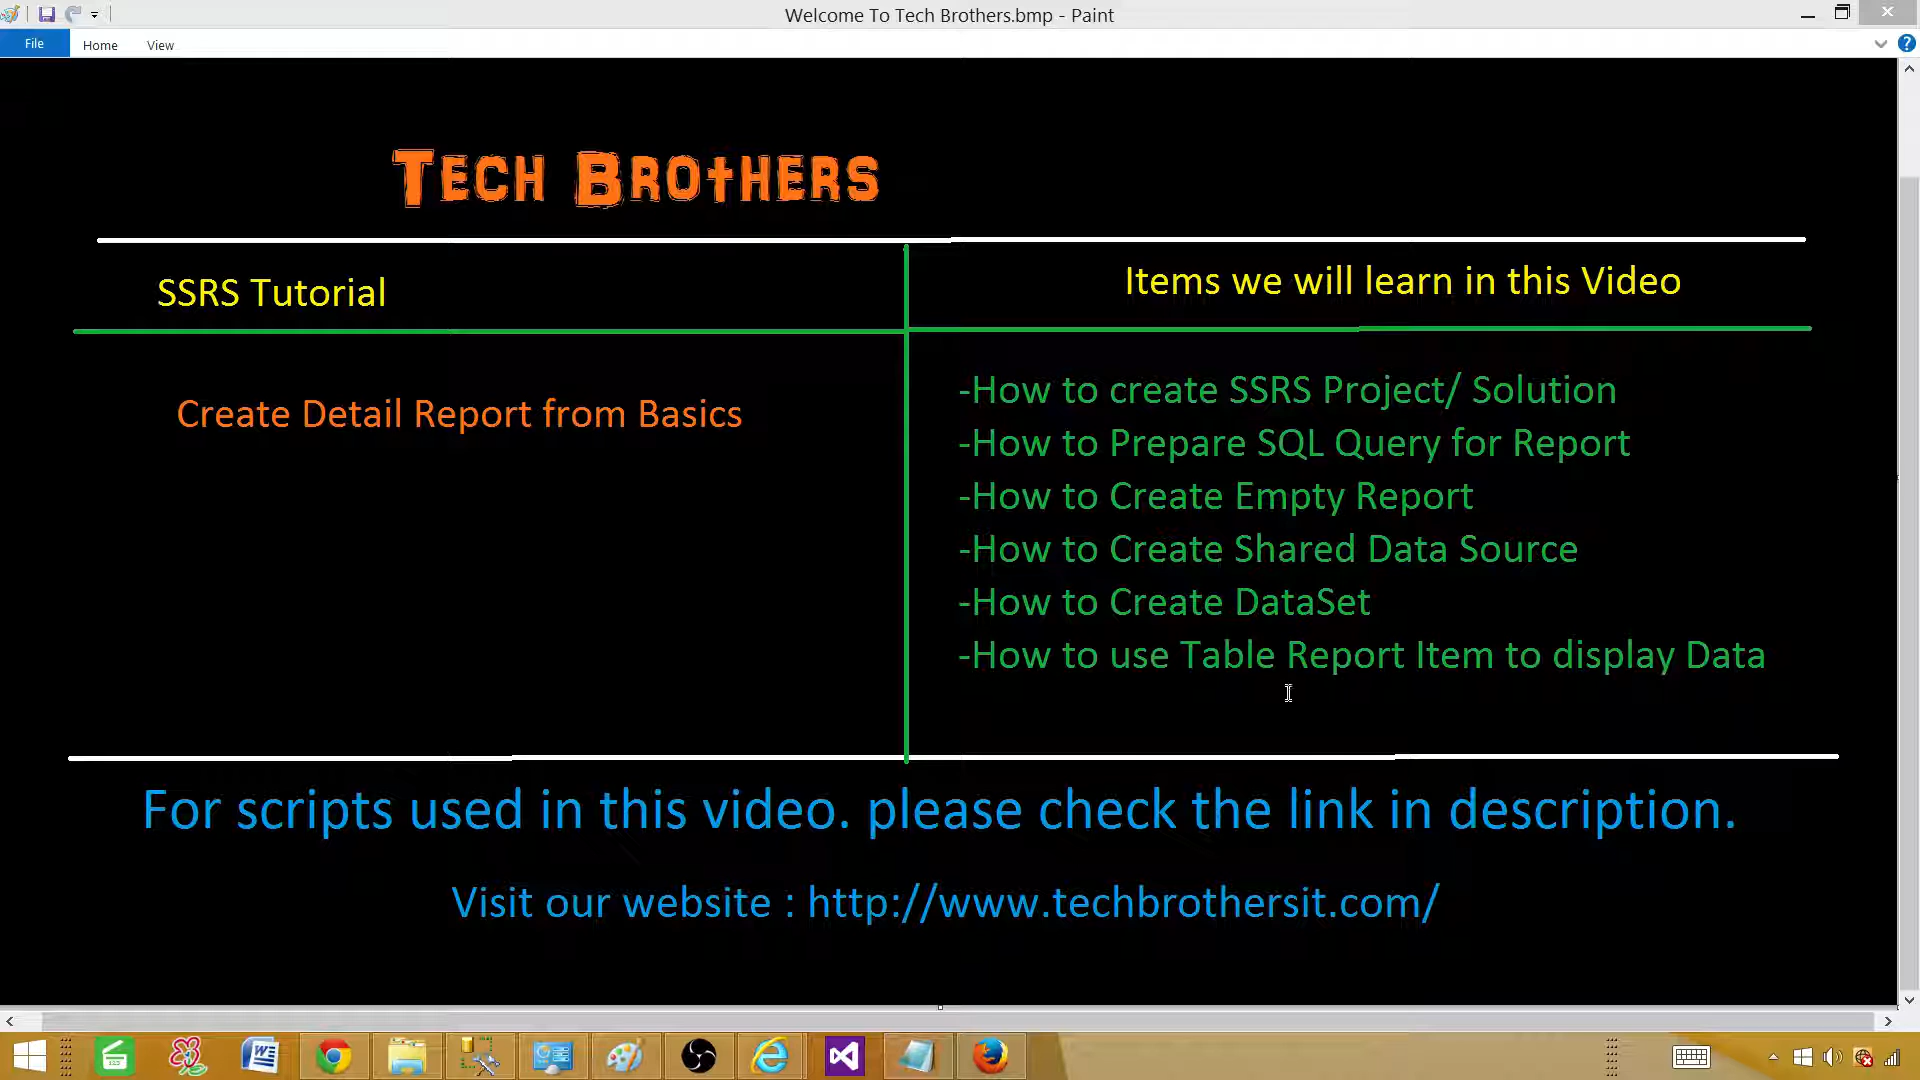 Welcome To Tech Brothers.bmp - Paint
File Home View
TECH BROTHERS
SSRS Tutorial
Items we will learn in this Video
Create Detail Report from Basics
-How to create SSRS Project/ Solution
-How to Prepare SQL Query for Report
-How to Create Empty Report
-How to Create Shared Data Source
-How to Create DataSet
-How to use Table Report Item to display Data
For scripts used in this video. please check the link in description.
Visit our website : http://www.techbrothersit.com/